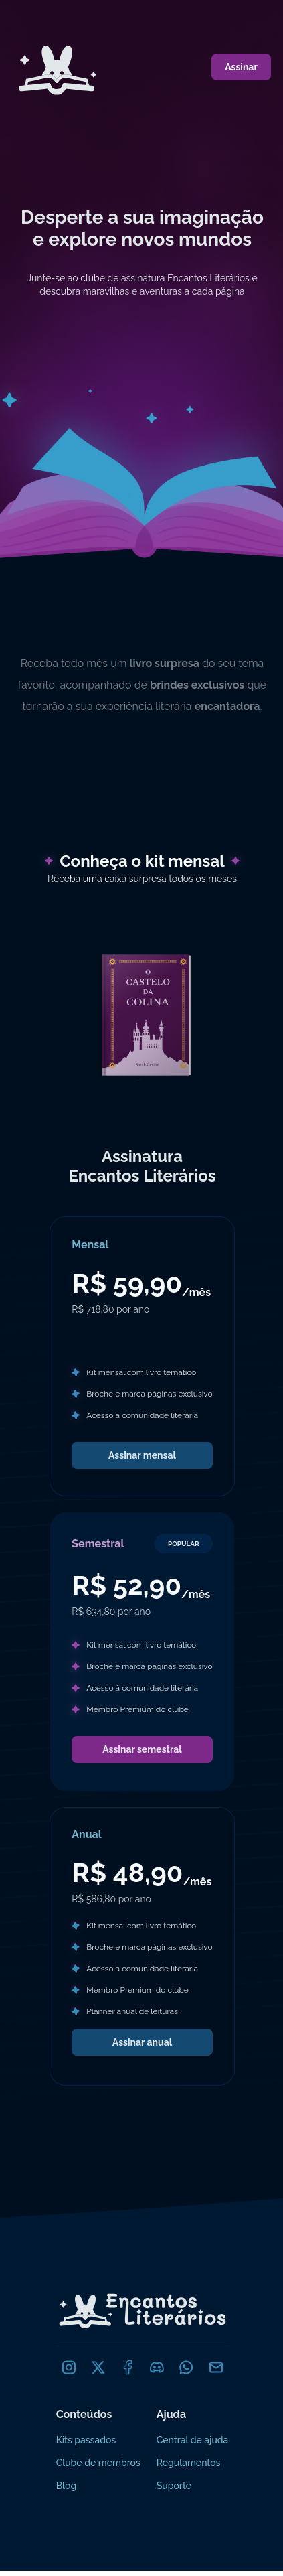 Assinar
Desperte a sua imaginação
e explore novos mundos
Junte-se ao clube de assinatura Encantos Literários e
descubra maravilhas e aventuras a cada página
Receba todo mês um livro surpresa do seu tema
favorito, acompanhado de brindes exclusivos que
tornarão a sua experiência literária encantadora.
Conheça o kit mensal
Receba uma caixa surpresa todos os meses
O
CASTELO
DA
COLINA
Assinatura
Encantos Literários
Mensal
R$ 59,90/mês
R$ 718,80 por ano
Kit mensal com livro temático
Broche e marca páginas exclusivo
Acesso à comunidade literária
Assinar mensal
Semestral
POPULAR
R$ 52,90/mês
R$ 634,80 por ano
Kit mensal com livro temático
Broche e marca páginas exclusivo
Acesso à comunidade literária
Membro Premium do clube
Assinar semestral
Anual
R$ 48,90/mês
R$ 586,80 por ano
Kit mensal com livro temático
Broche e marca páginas exclusivo
Acesso à comunidade literária
Membro Premium do clube
Planner anual de leituras
Assinar anual
Encantos
Literários
Conteúdos
Kits passados
Clube de membros
Blog
Ajuda
Central de ajuda
Regulamentos
Suporte